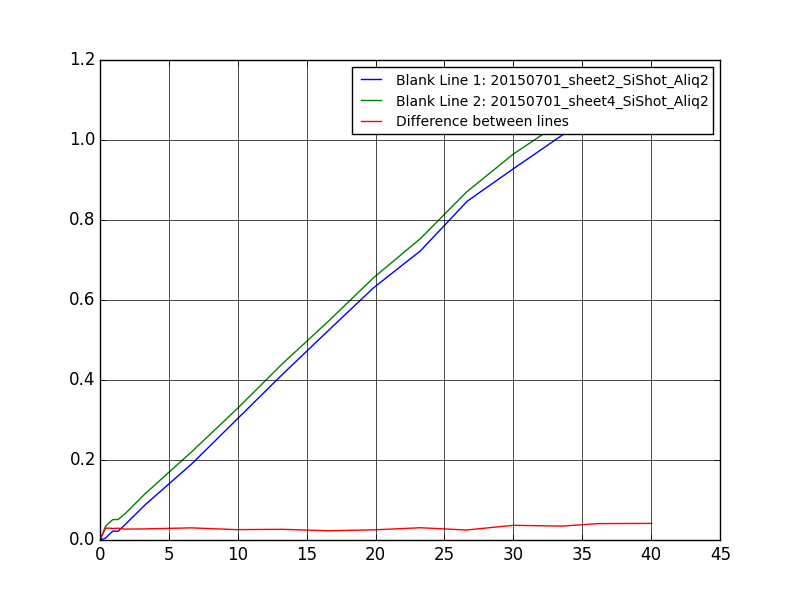 1.2
1.0
0.8
0.6
0.4
0.2
0.0
Blank Line 1: 20150701_sheet2_SiShot_Aliq2
Blank Line 2: 20150701_sheet4_SiShot_Aliq2
Difference between lines
0 5 10 15 20 25 30 35 40 45